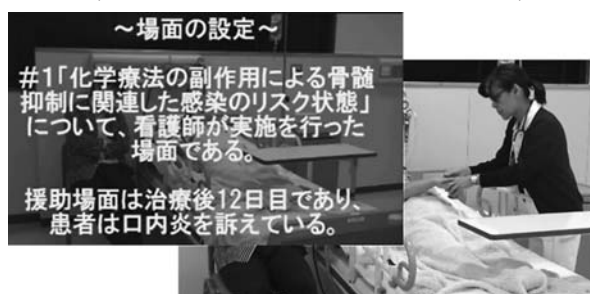 ～場面の設定～
＃1「化学療法の副作用による骨髄
抑制に関連した感染のリスク状態」
について、看護師が実施を行った
場面である。
援助場面は治療後12日目であり、
患者は口内炎を訴えている。